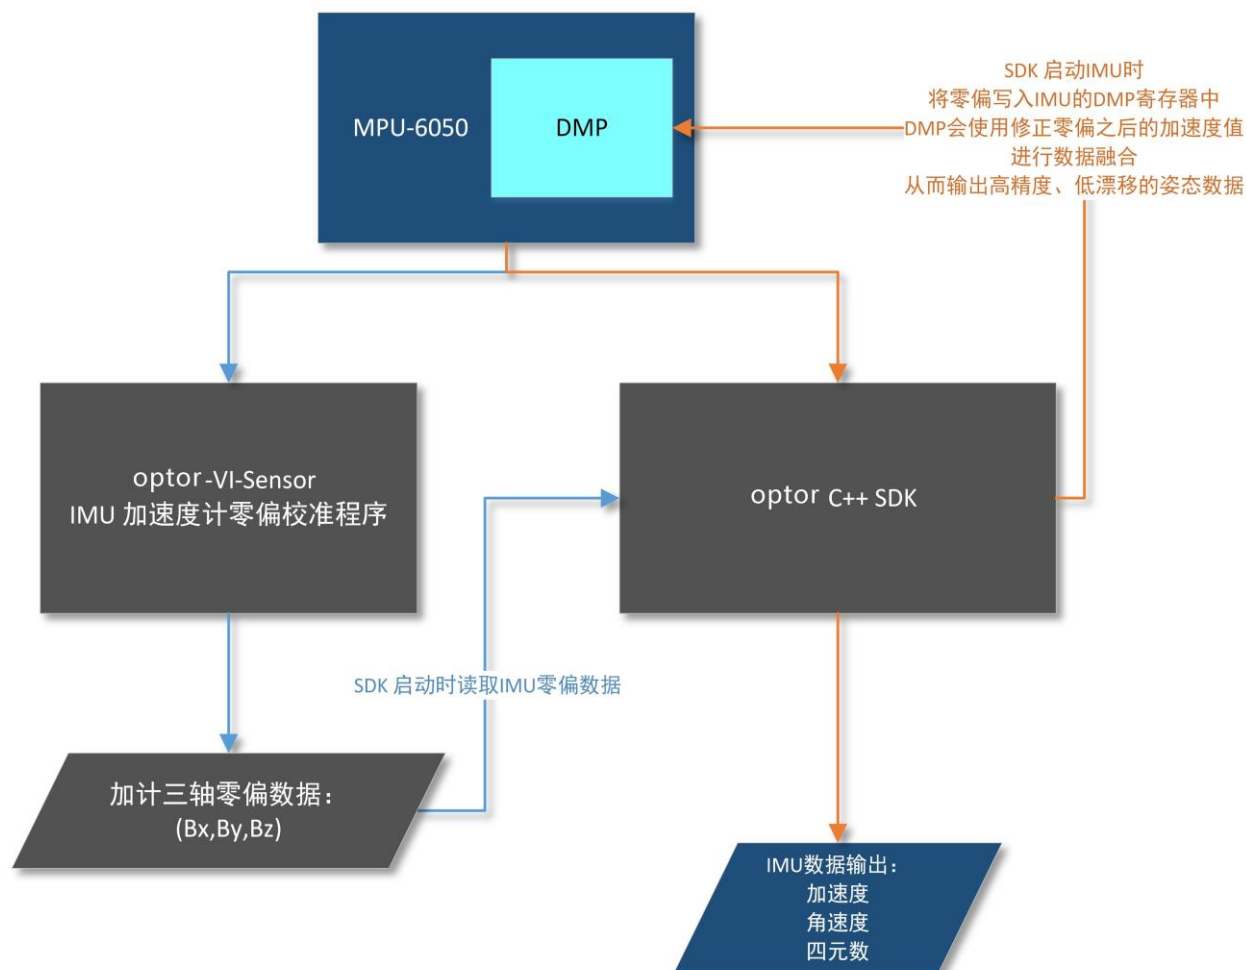 SDK 启动IMU时
将零偏写入IMU的DMP寄存器中
DMP会使用修正零偏之后的加速度值
进行数据融合
从而输出高精度、低漂移的姿态数据
MPU-6050
DMP
optor-VI-Sensor
IMU 加速度计零偏校准程序
optor C++ SDK
SDK 启动时读取IMU零偏数据
加计三轴零偏数据：
(Bx,By,Bz)
IMU数据输出：
加速度
角速度
四元数